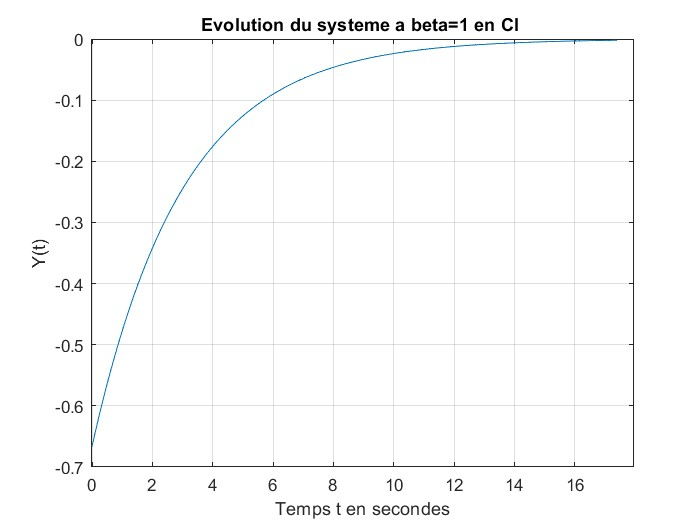 Evolution du systeme a beta=1 en CI
0
-0.1
-0.2
-0.3
-0.4
-0.5
-0.6
-0.7
Y(t)
0 2 4 6 8 10 12 14 16
Temps t en secondes